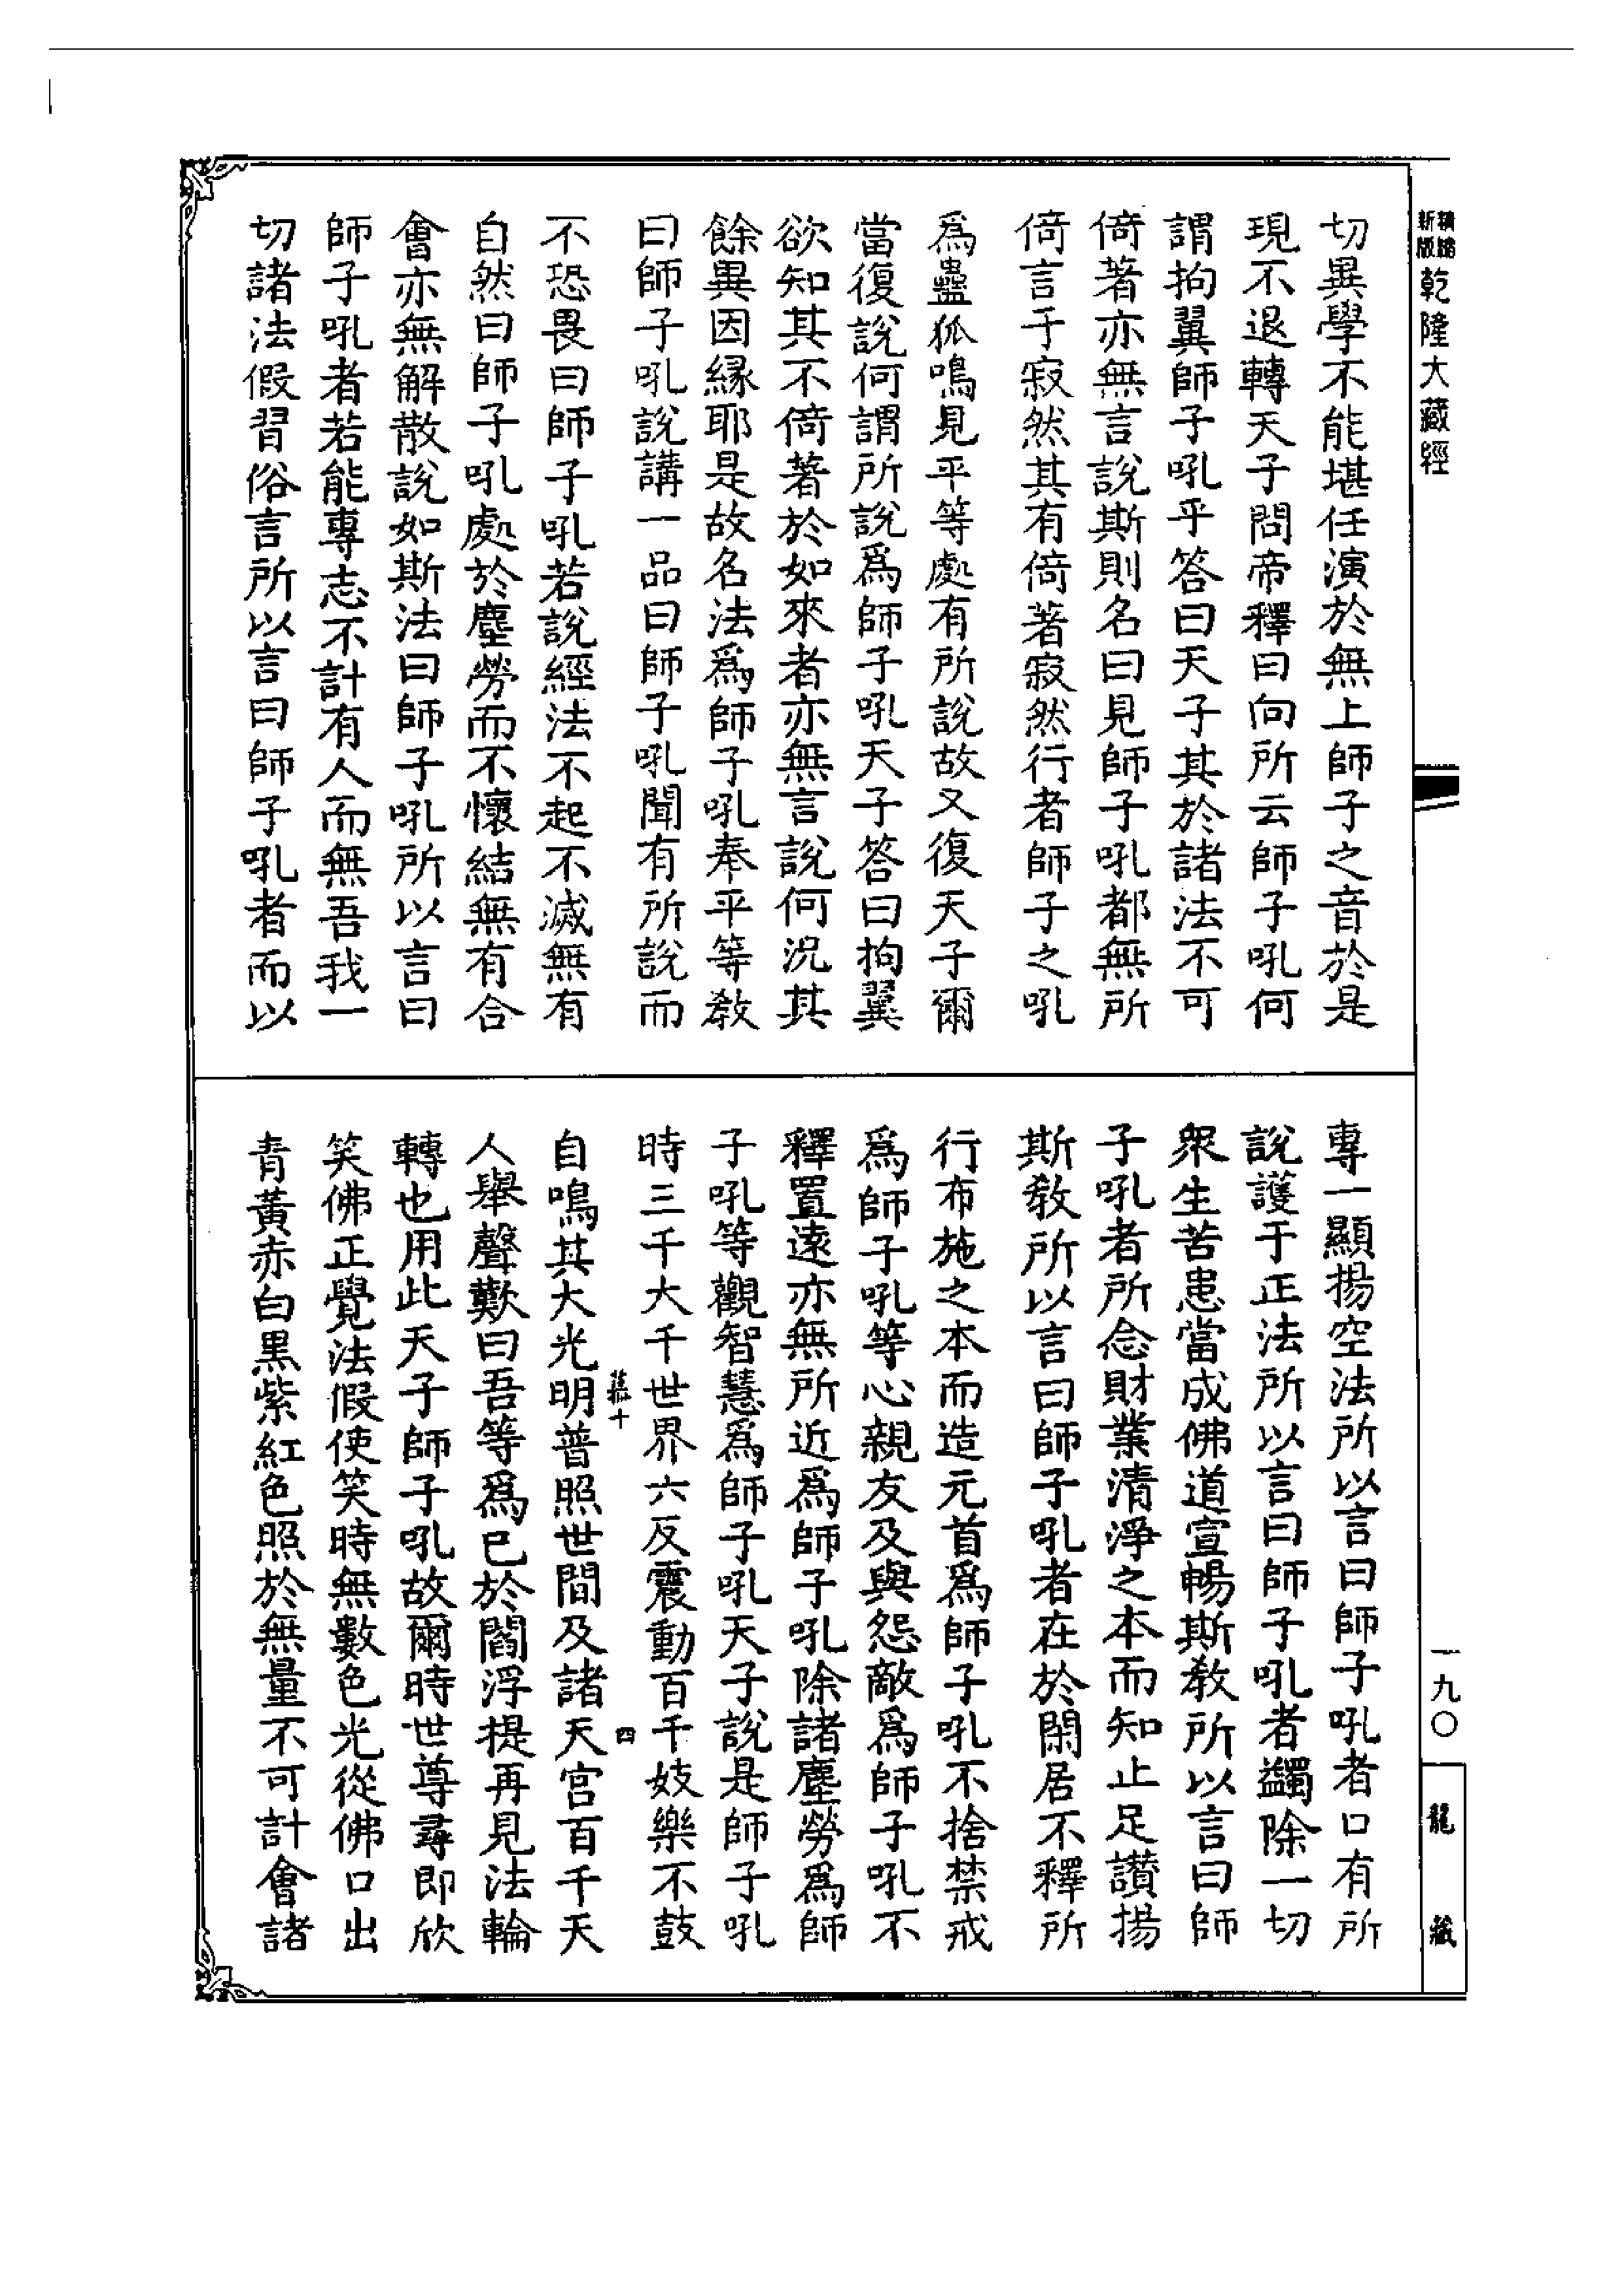 精縮
新版
乾隆大藏經
切異學不能堪任演於無上師子之音於是
現不退轉天子問帝釋曰向所云師子吼何
謂拘翼師子吼乎答曰天子其於諸法不可
倚著亦無言說斯則名曰見師子吼都無所
倚言于寂然其有倚著寂然行者師子之吼
為蠱狐鳴見平等處有所說故又復天子爾
當復說何謂所說為師子吼天子答曰拘翼
欲知其不倚著於如來者亦無言說何況其
餘異因緣耶是故名法為師子吼奉平等教
曰師子吼說講一品曰師子吼聞有所說而
不恐畏曰師子吼若說經法不起不滅無有
自然曰師子吼處於塵勞而不懷結無有合
會亦無解散說如斯法曰師子吼所以言曰
師子吼者若能專志不計有人而無吾我一
切諸法假習俗言所以言曰師子吼者而以
專一顯揚空法所以言曰師子吼者口有所
說護于正法所以言曰師子吼者蠲除一切
眾生苦患當成佛道宣暢斯教所以言曰師
子吼者所念財業清淨之本而知止足讚揚
斯教所以言曰師子吼者在於閑居不釋所
行布施之本而造元首為師子吼不捨禁戒
為師子吼等心親友及與怨敵為師子吼不
釋置遠亦無所近為師子吼除諸塵勞為師
子吼等觀智慧為師子吼天子說是師子吼
時三千大千世界六反震動百千妓樂不鼓
四
自鳴其大光明普照世間及諸天宮百千天
人舉聲歎曰吾等為已於閻浮提再見法輪
轉也用此天子師子吼故爾時世尊尋即欣
笑佛正覺法假使笑時無數色光從佛口出
青黃赤白黑紫紅色照於無量不可計會諸
一九〇
龍藏